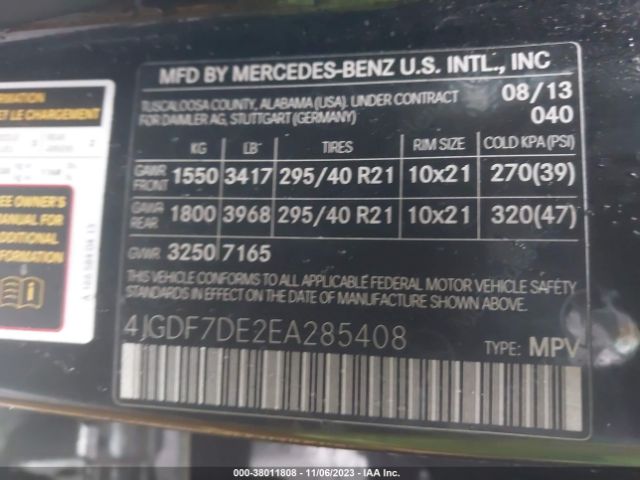 RMATION
ET LE CHARGEMENT
EE OWNER'S
MANUAL FOR
ADDITIONAL
FORMATION
MFD BY MERCEDES-BENZ U.S. INTL., INC
TUSCALOOSA COUNTY, ALABAMA (USA). UNDER CONTRACT
FOR DAIMLER AG, STUTTGART (GERMANY)
08/13
040
KG LB TIRES RIM SIZE COLD KPA (PSI)
GAWR FRONT 1550 3417 295/40 R21 10x21 270(39)
GAWR REAR 1800 3968 295/40 R21 10x21 320(47)
GVWR 3250 7165
THIS VEHICLE CONFORMS TO ALL APPLICABLE FEDERAL MOTOR VEHICLE SAFETY
STANDARDS IN EFFECT ON THE DATE OF MANUFACTURE SHOWN ABOVE.
4JGDF7DE2EA285408
TYPE: MPV
000-38011808 - 11/06/2023 - IAA Inc.